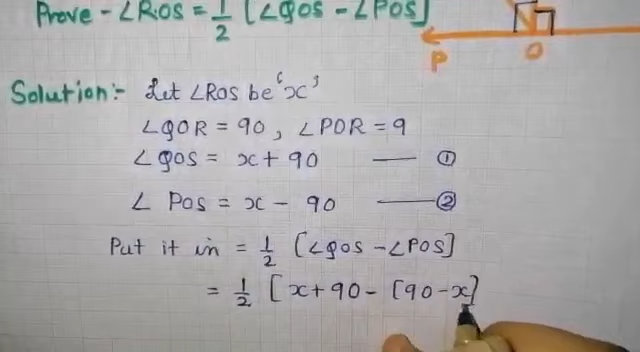 Prove - ∠ROS = 1/2 [∠QOS - ∠POS]
P
O
Solution:- Let ∠ROS be 'x'
∠QOR = 90, ∠POR = 9
∠QOS = x + 90 —— ①
∠ POS = x - 90 —— ②
Put it in = 1/2 [∠QOS - ∠POS]
= 1/2 [x + 90 - [90 - x]